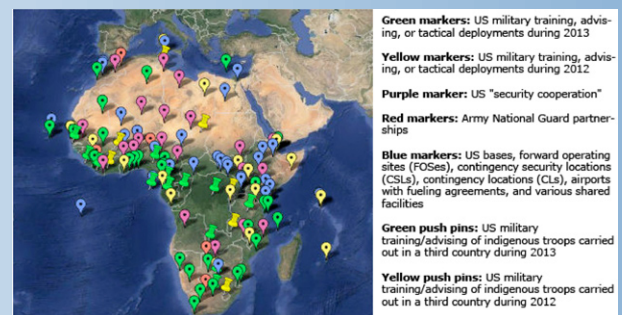 Green markers: US military training, advis-
ing, or tactical deployments during 2013
Yellow markers: US military training, advis-
ing, or tactical deployments during 2012
Purple marker: US "security cooperation"
Red markers: Army National Guard partner-
ships
Blue markers: US bases, forward operating
sites (FOSes), contingency security locations
(CSLs), contingency locations (CLs), airports
with fueling agreements, and various shared
facilities
Green push pins: US military
training/advising of indigenous troops carried
out in a third country during 2013
Yellow push pins: US military
training/advising of indigenous troops carried
out in a third country during 2012